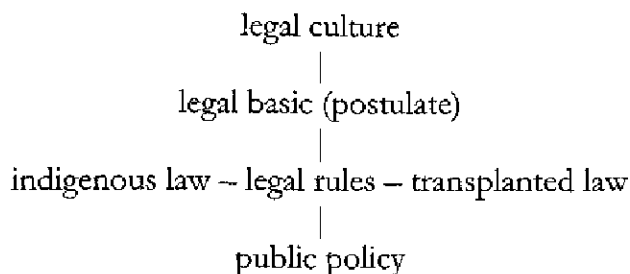 legal culture
legal basic (postulate)
indigenous law – legal rules – transplanted law
public policy